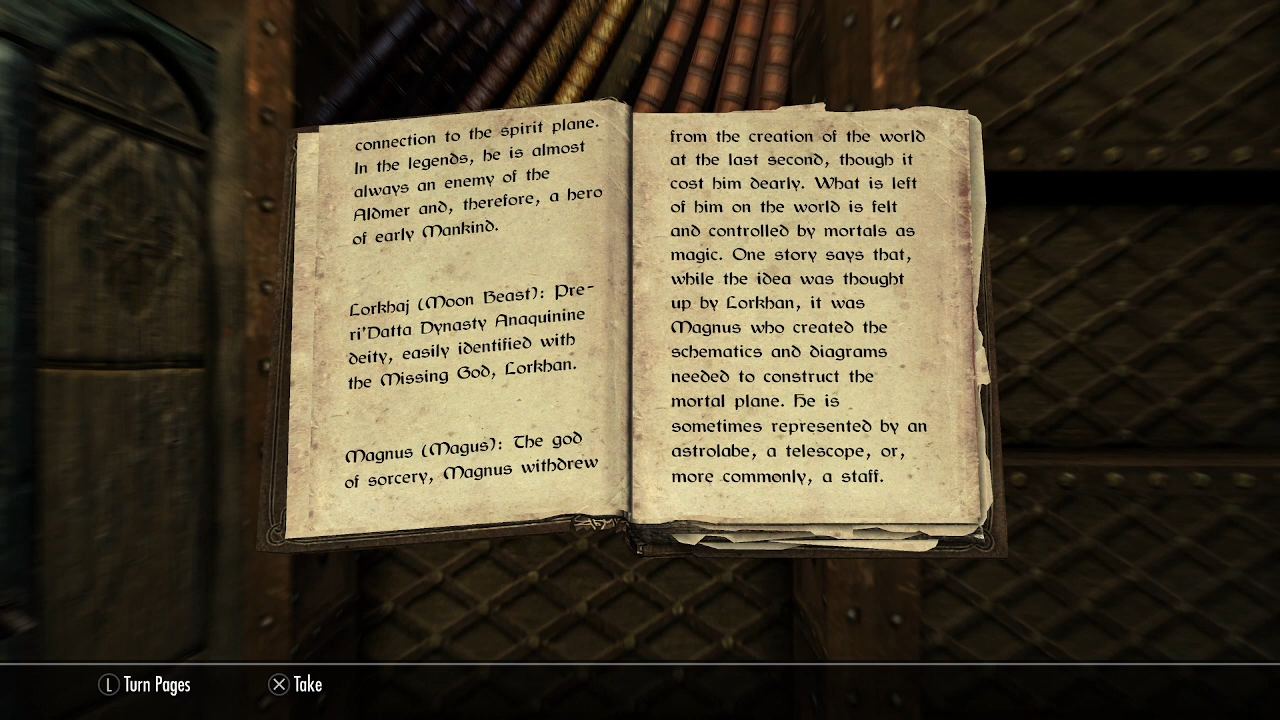 connection to the spirit plane.
In the legends, he is almost
always an enemy of the
Aldmer and, therefore, a hero
of early Mankind.
Lorkhaj (Moon Beast): Pre-
ri'Datta Dynasty Anaquinine
deity, easily identified with
the Missing God, Lorkhan.
Magnus (Magus): The god
of sorcery, Magnus withdrew
from the creation of the world
at the last second, though it
cost him dearly. What is left
of him on the world is felt
and controlled by mortals as
magic. One story says that,
while the idea was thought
up by Lorkhan, it was
Magnus who created the
schematics and diagrams
needed to construct the
mortal plane. He is
sometimes represented by an
astrolabe, a telescope, or,
more commonly, a staff.
L Turn Pages
X Take